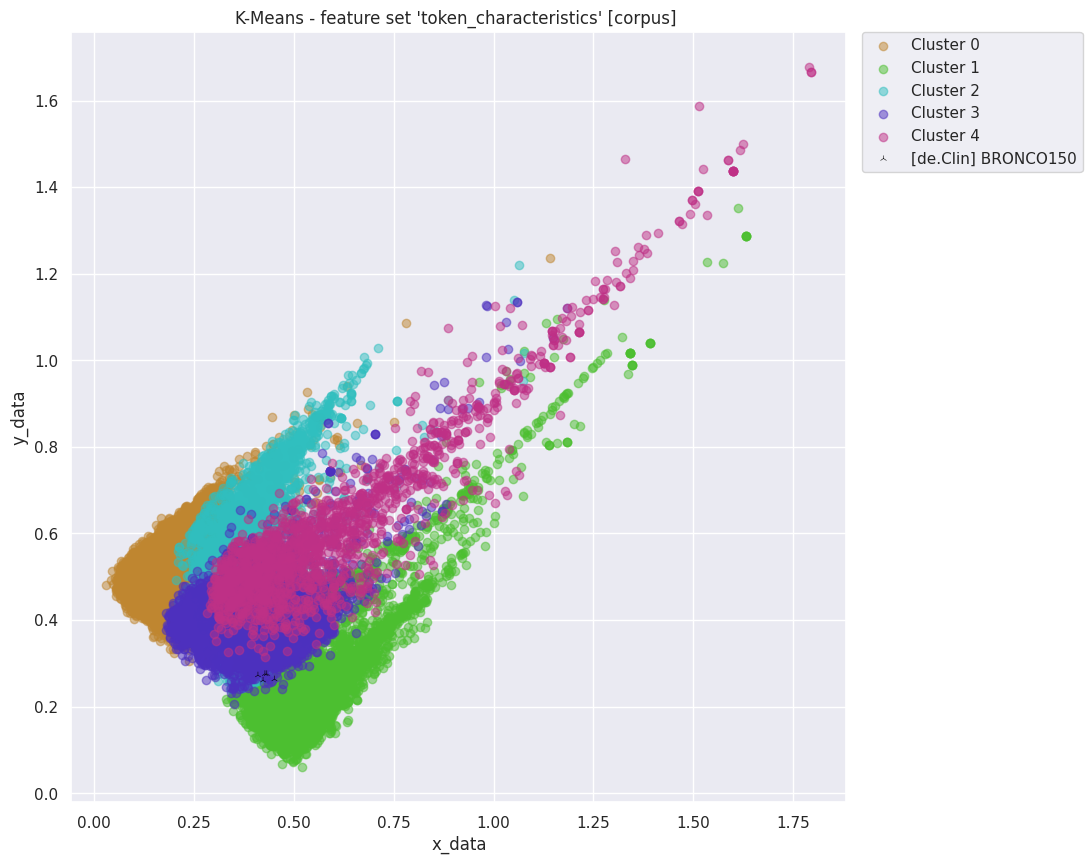 K-Means - feature set 'token_characteristics' [corpus]
Cluster 0
Cluster 1
Cluster 2
Cluster 3
Cluster 4
[de.Clin] BRONCO150
y_data
1.6
1.4
1.2
1.0
0.8
0.6
0.4
0.2
0.0
0.00 0.25 0.50 0.75 1.00 1.25 1.50 1.75
x_data